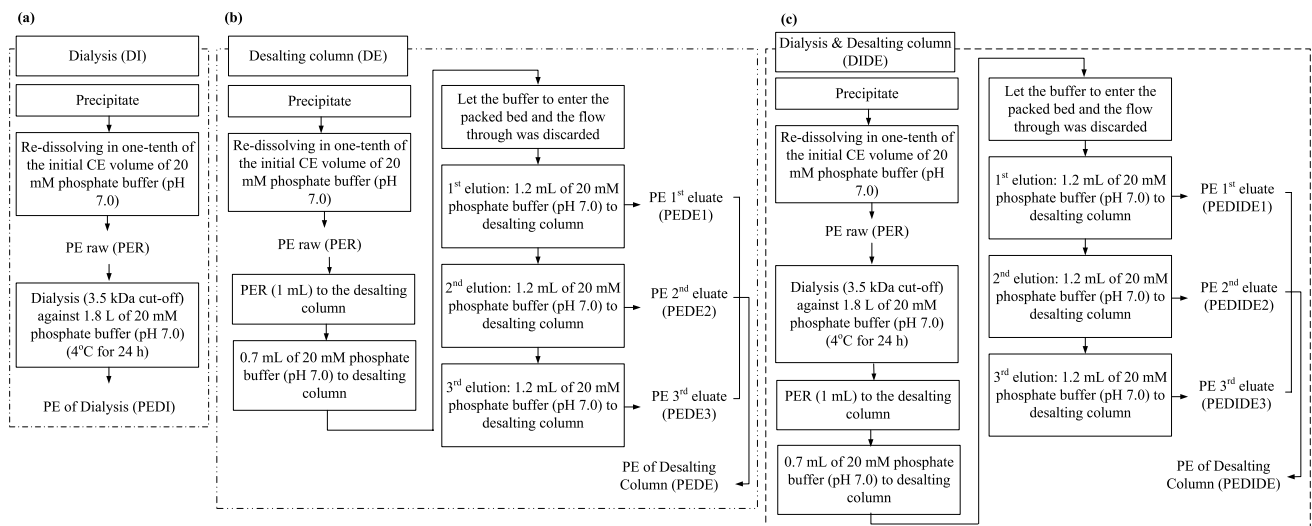 (a)
Dialysis (DI)
Precipitate
Re-dissolving in one-tenth
of the initial CE volume of 20
mM phosphate buffer (pH
7.0)
PE raw (PER)
Dialysis (3.5 kDa cut-off)
against 1.8 L of 20 mM
phosphate buffer (pH 7.0)
(4°C for 24 h)
PE of Dialysis (PEDI)
(b)
Desalting column (DE)
Precipitate
Re-dissolving in one-tenth of
the initial CE volume of 20
mM phosphate buffer (pH
7.0)
PE raw (PER)
PER (1 mL) to the desalting
column
0.7 mL of 20 mM phosphate
buffer (pH 7.0) to desalting
column
Let the buffer to enter the
packed bed and the flow
through was discarded
1st elution: 1.2 mL of 20 mM
phosphate buffer (pH 7.0) to
desalting column
PE 1st eluate
(PEDE1)
2nd elution: 1.2 mL of 20 mM
phosphate buffer (pH 7.0) to
desalting column
PE 2nd eluate
(PEDE2)
3rd elution: 1.2 mL of 20 mM
phosphate buffer (pH 7.0) to
desalting column
PE 3rd eluate
(PEDE3)
PE of Desalting
Column (PEDE)
(c)
Dialysis & Desalting column
(DIDE)
Precipitate
Re-dissolving in one-tenth of
the initial CE volume of 20
mM phosphate buffer (pH
7.0)
PE raw (PER)
Dialysis (3.5 kDa cut-off)
against 1.8 L of 20 mM
phosphate buffer (pH 7.0)
(4°C for 24 h)
PER (1 mL) to the desalting
column
0.7 mL of 20 mM phosphate
buffer (pH 7.0) to desalting
column
Let the buffer to enter the
packed bed and the flow
through was discarded
1st elution: 1.2 mL of 20 mM
phosphate buffer (pH 7.0) to
desalting column
PE 1st eluate
(PEDIDE1)
2nd elution: 1.2 mL of 20 mM
phosphate buffer (pH 7.0) to
desalting column
PE 2nd eluate
(PEDIDE2)
3rd elution: 1.2 mL of 20 mM
phosphate buffer (pH 7.0) to
desalting column
PE 3rd eluate
(PEDIDE3)
PE of Desalting
Column (PEDIDE)